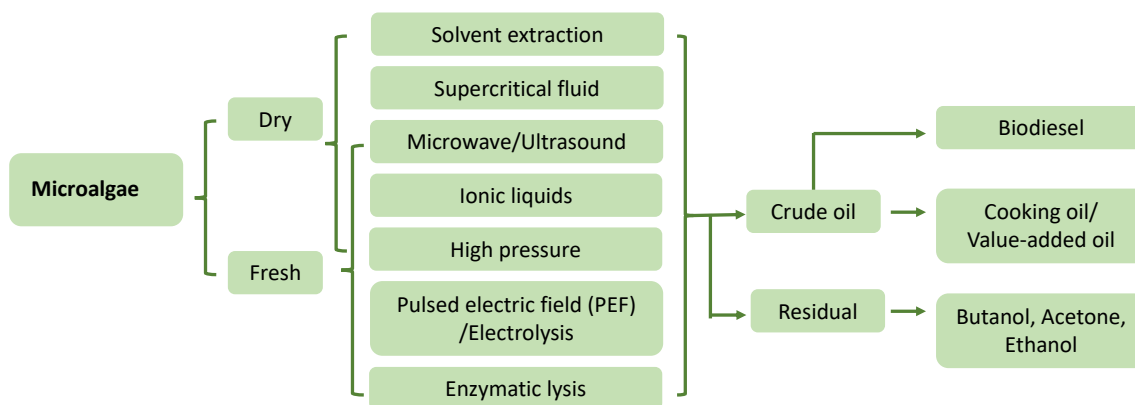 Solvent extraction
Supercritical fluid
Dry
Microwave/Ultrasound
Biodiesel
Microalgae
Ionic liquids
Crude oil
Cooking oil/
Value-added oil
High pressure
Fresh
Pulsed electric field (PEF)
/Electrolysis
Residual
Butanol, Acetone,
Ethanol
Enzymatic lysis